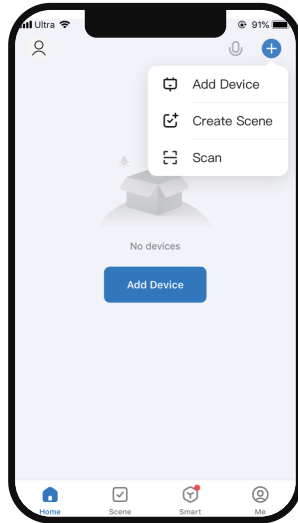 Ultra
91%
Add Device
Create Scene
Scan
No devices
Add Device
Home
Scene
Smart
Me